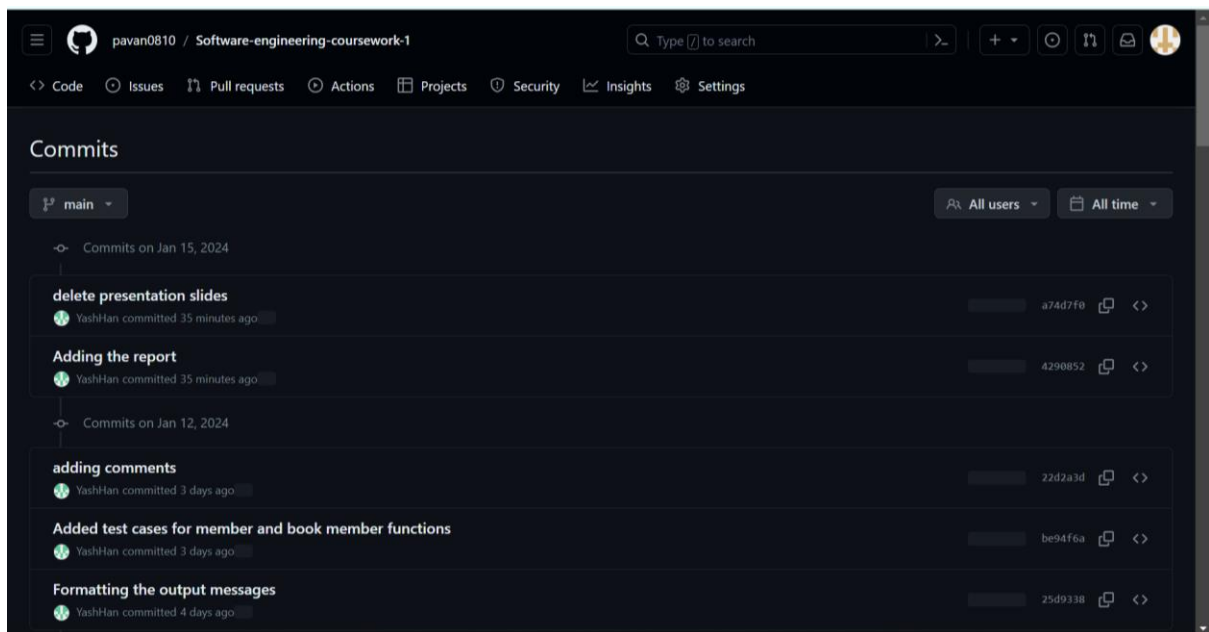 pavan0810 / Software-engineering-coursework-1
Type / to search
Code Issues Pull requests Actions Projects Security Insights Settings
Commits
main
All users All time
Commits on Jan 15, 2024
delete presentation slides
YashHan committed 35 minutes ago
a74d7f0
Adding the report
YashHan committed 35 minutes ago
4290852
Commits on Jan 12, 2024
adding comments
YashHan committed 3 days ago
22d2a3d
Added test cases for member and book member functions
YashHan committed 3 days ago
be94f6a
Formatting the output messages
YashHan committed 4 days ago
25d9338